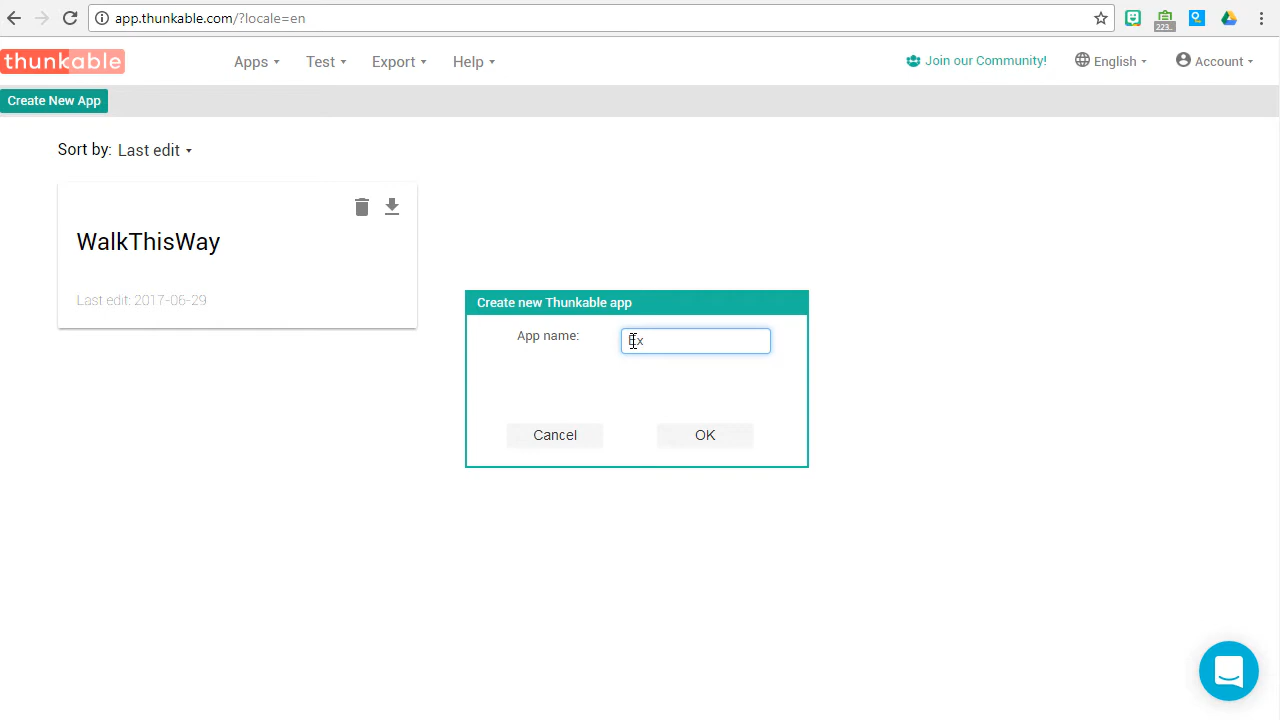 app.thunkable.com/?locale=en
223..
thunkable
Apps
Test
Export
Help
Join our Community!
English
Account
Create New App
Sort by: Last edit
WalkThisWay
Last edit: 2017-06-29
Create new Thunkable app
App name:
Cancel
OK